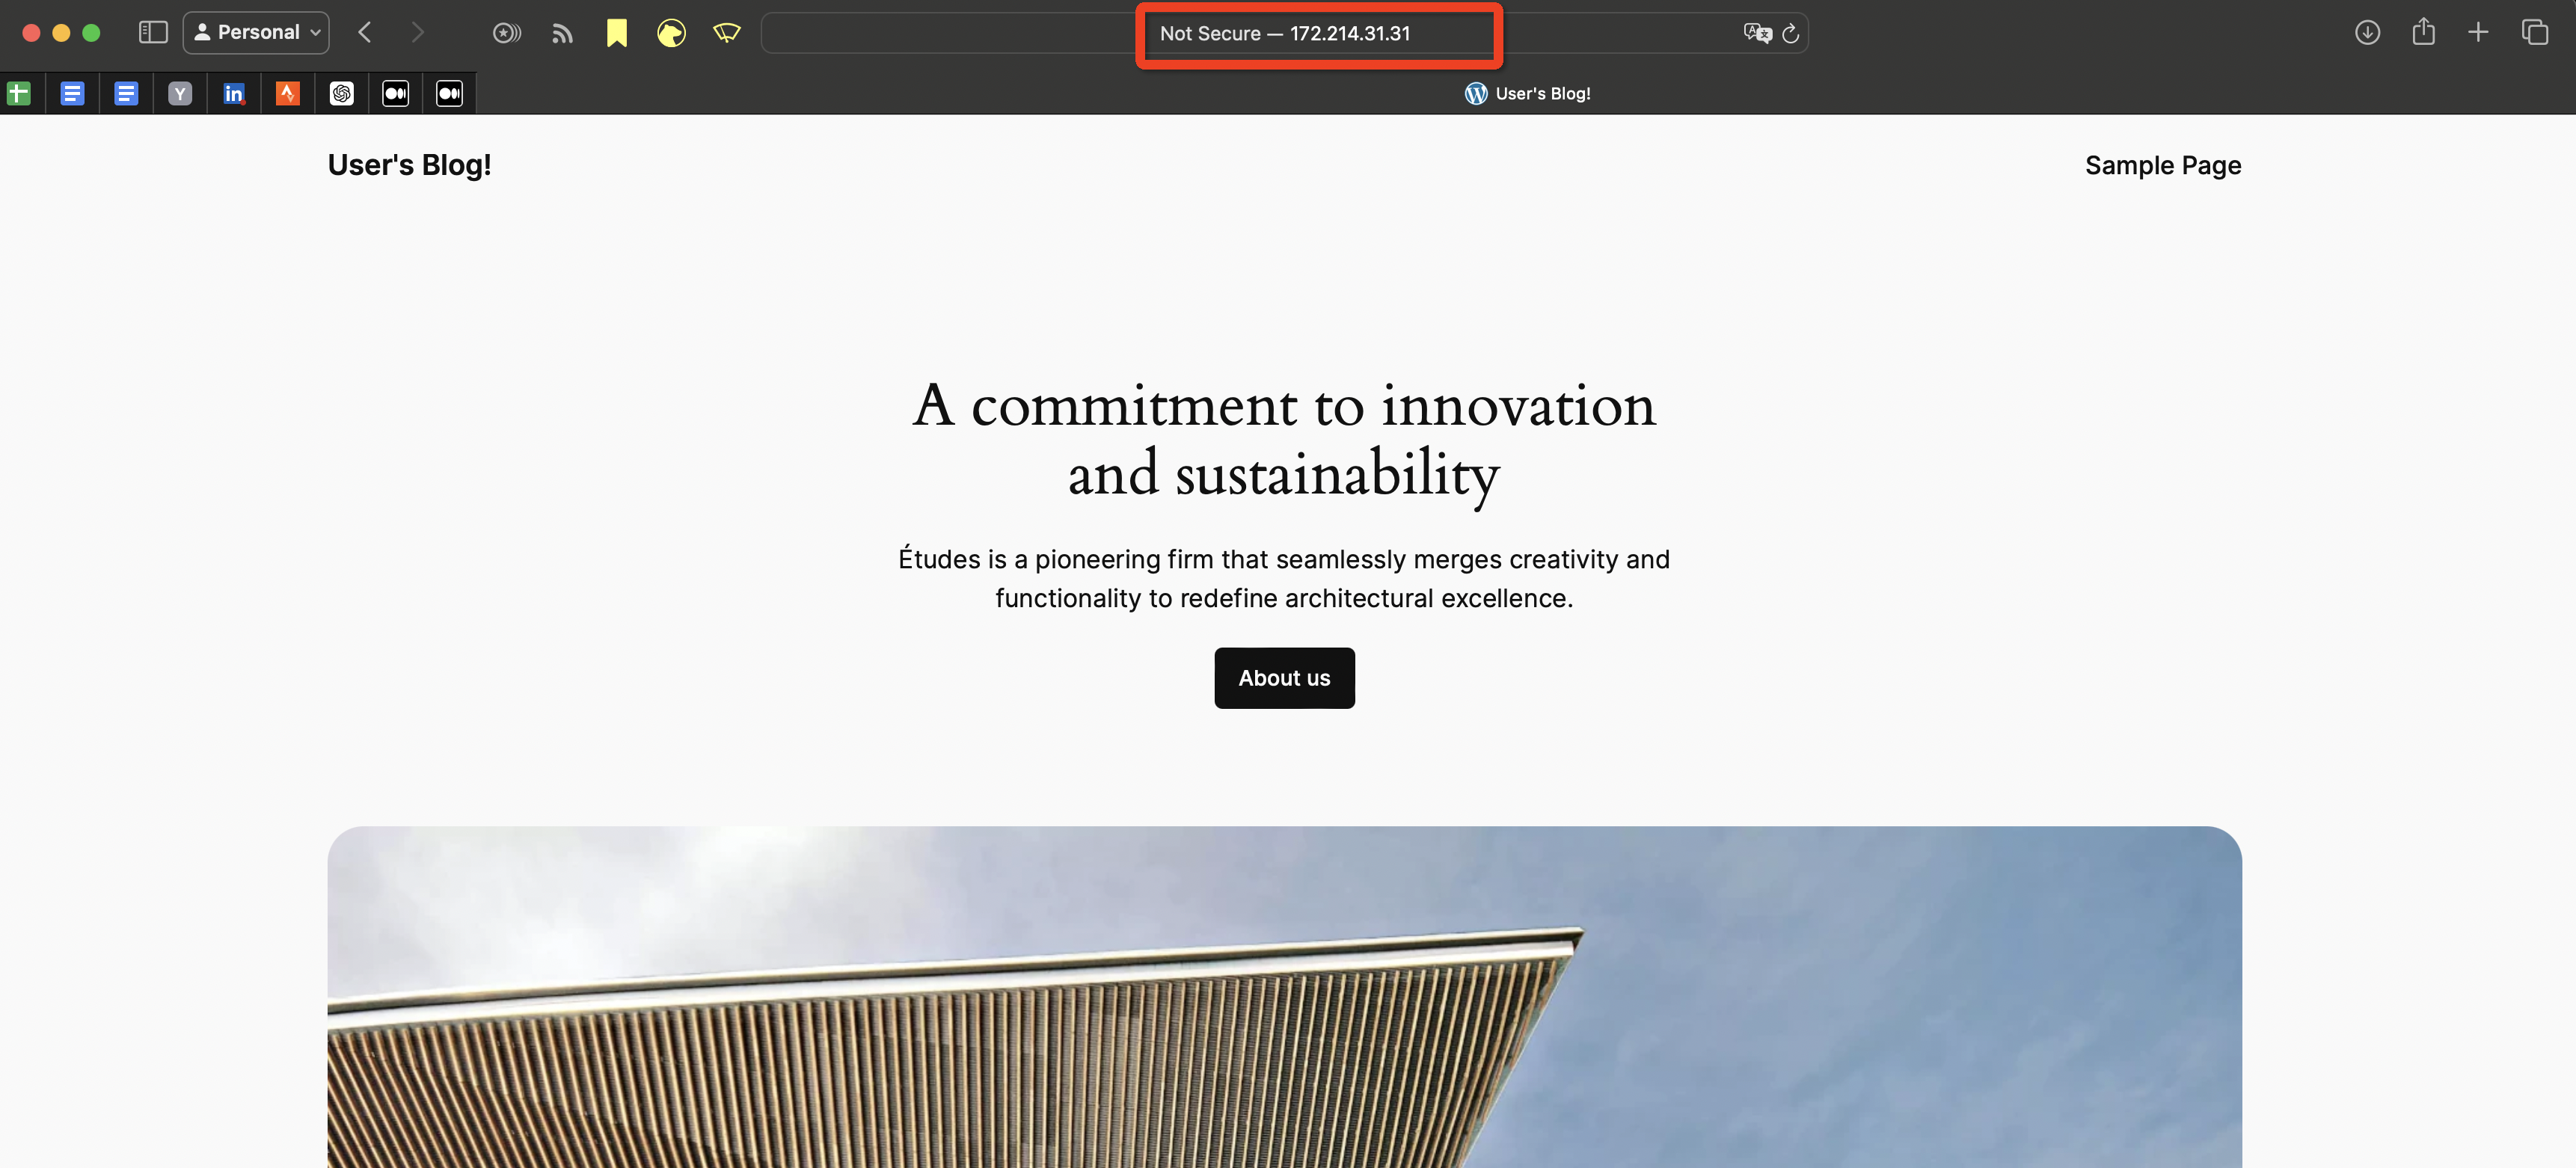 Personal
Not Secure — 172.214.31.31
Y
in
User's Blog!
User's Blog!
Sample Page
A commitment to innovation
and sustainability
Études is a pioneering firm that seamlessly merges creativity and
functionality to redefine architectural excellence.
About us